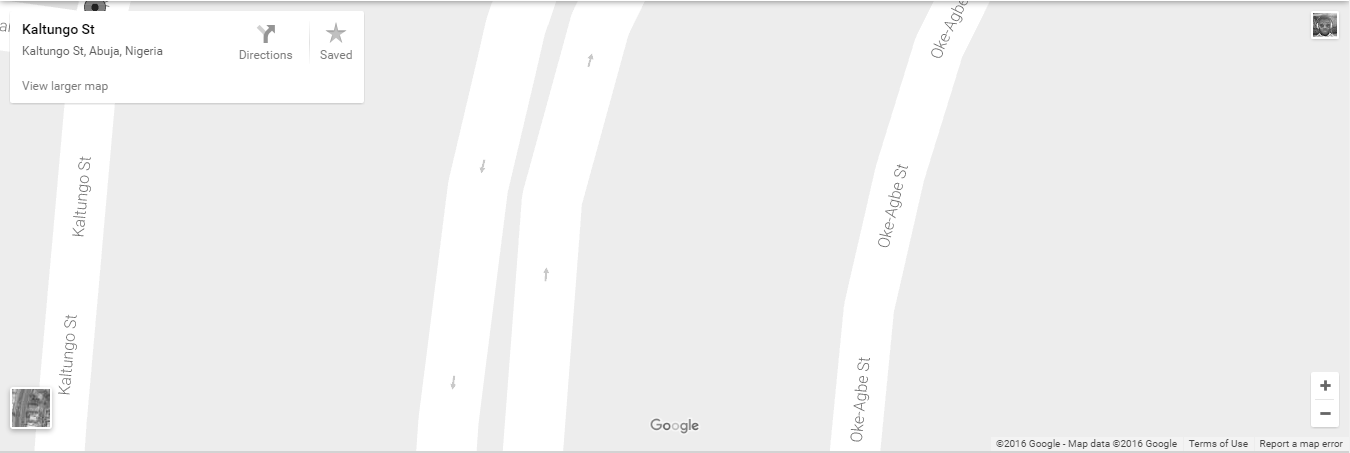 Kaltungo St
Kaltungo St, Abuja, Nigeria
Directions
Saved
View larger map
Oke-Agbe
Kaltungo St
Oke-Agbe St
Kaltungo St
Oke-Agbe St
Google
©2016 Google - Map data ©2016 Google Terms of Use Report a map error